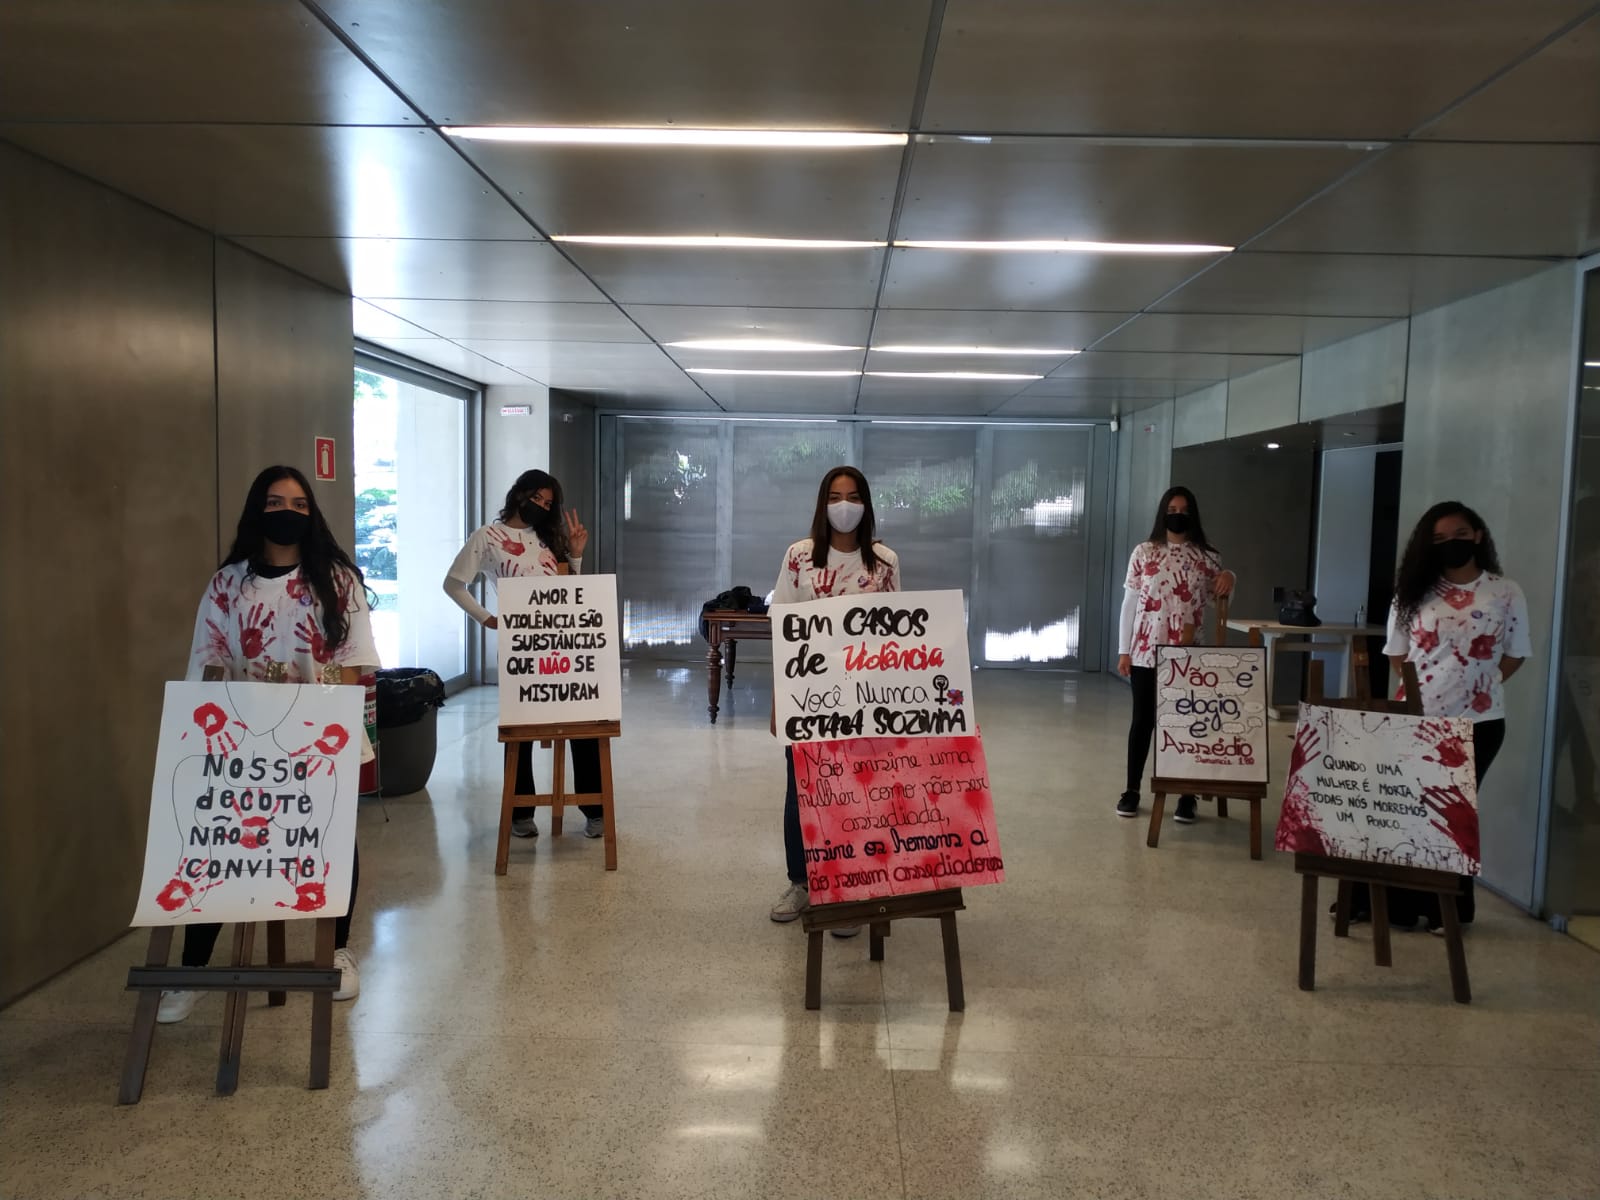 NOSSO
decote
NÃO É UM
CONVITE
AMOR E
VIOLÊNCIA SÃO
SUBSTÂNCIAS
QUE NÃO SE
MISTURAM
EM CASOS
de Violência
Você Nunca
ESTARÁ SOZINHA
Não ensine uma
mulher como não ser
assediada,
ensine os homens a
não serem assediadores
Não é
elogio,
é
Assédio
Denuncie 180
QUANDO UMA
MULHER É MORTA,
TODAS NÓS MORREMOS
UM POUCO...